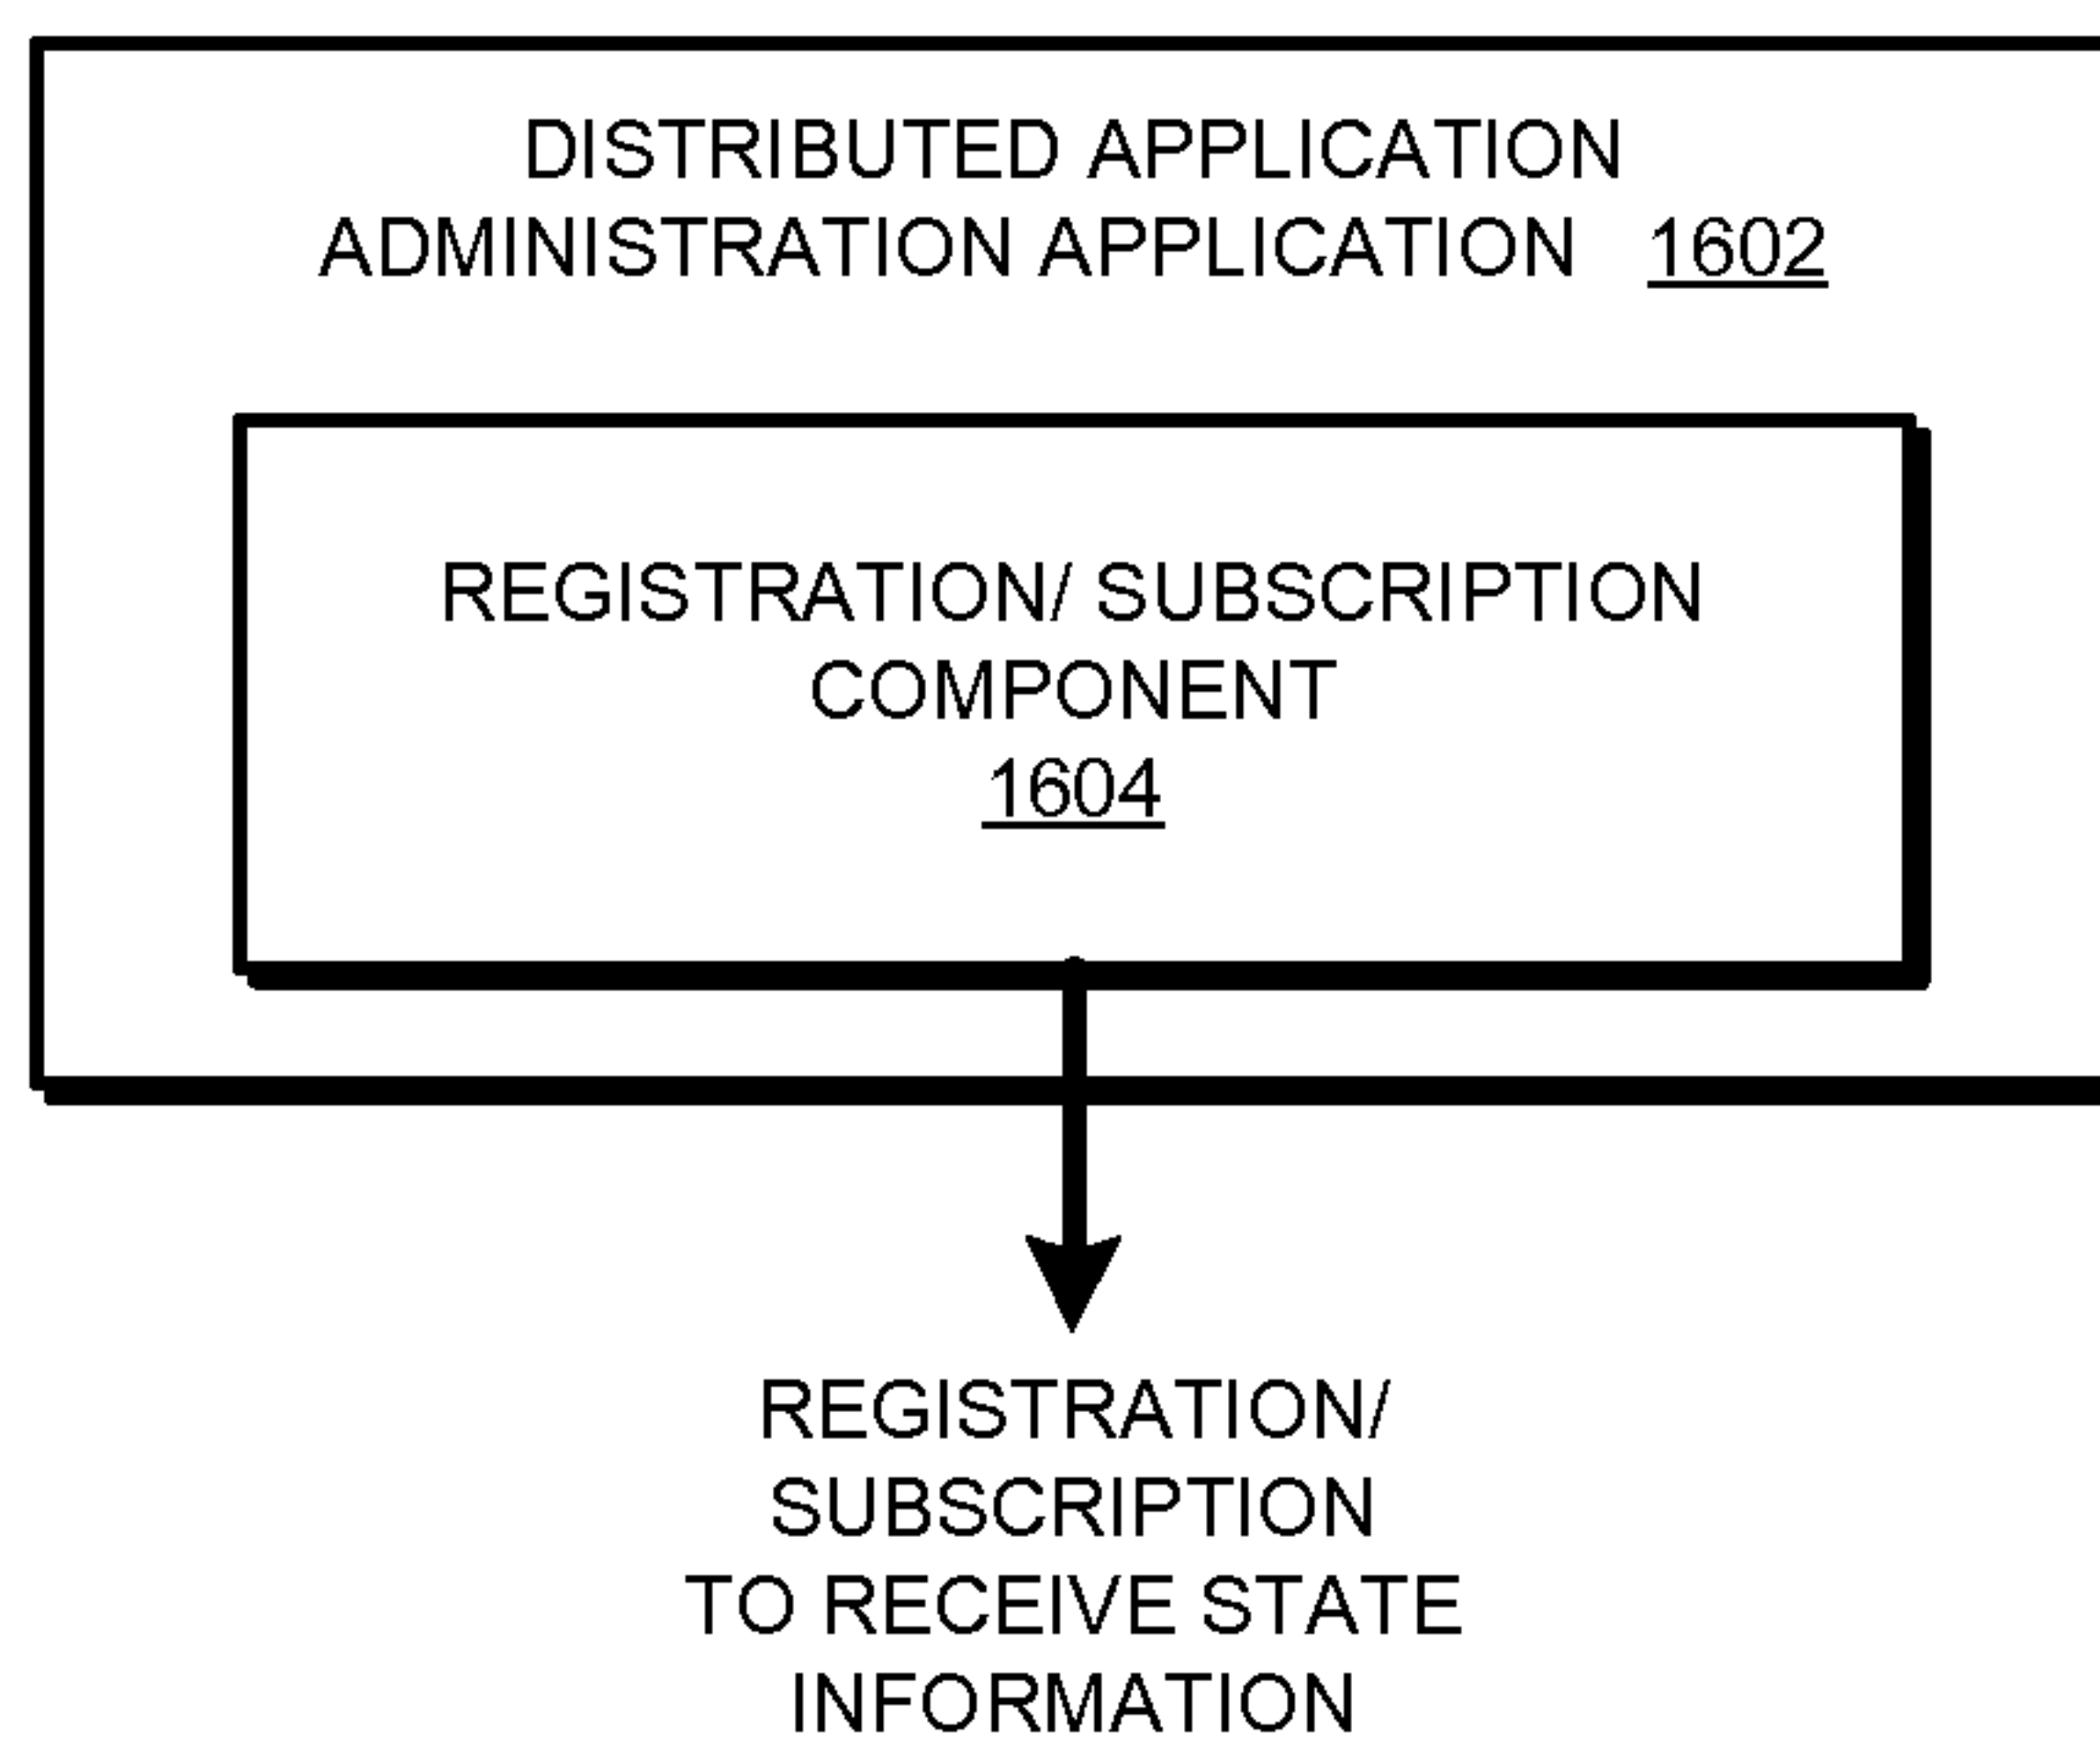 DISTRIBUTED APPLICATION
ADMINISTRATION APPLICATION 1602
REGISTRATION/ SUBSCRIPTION
COMPONENT
1604
REGISTRATION/
SUBSCRIPTION
TO RECEIVE STATE
INFORMATION